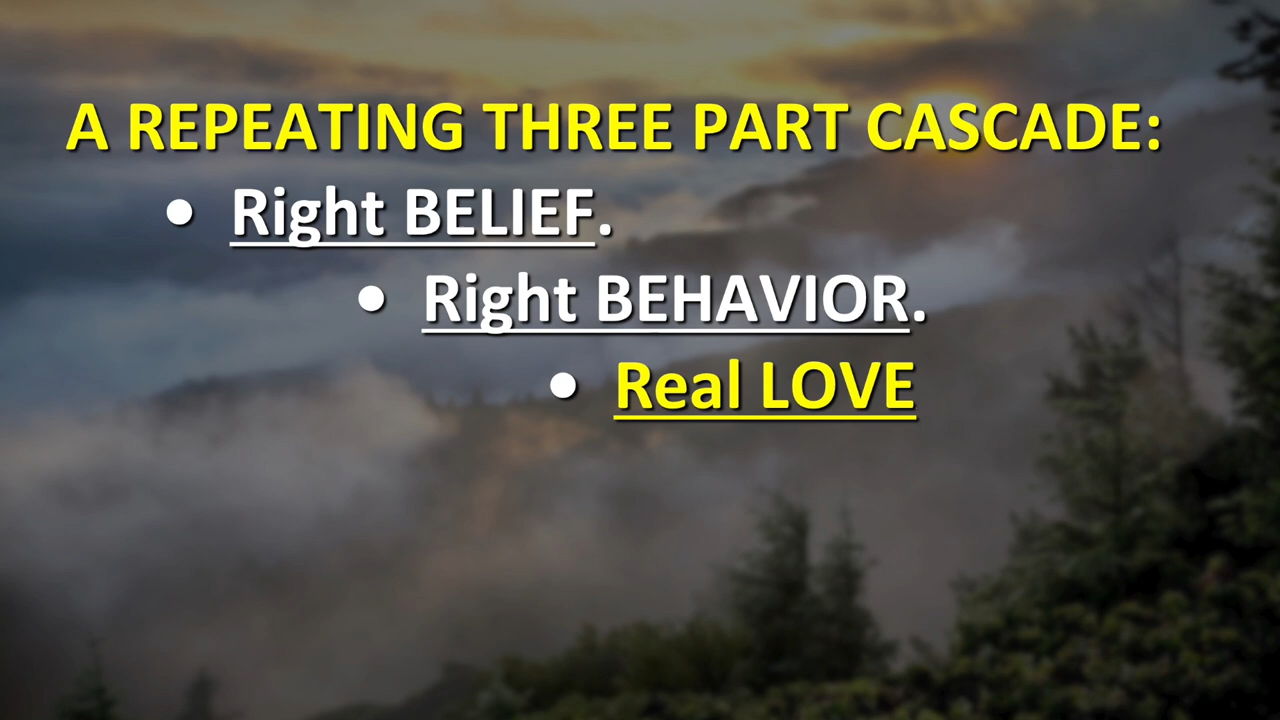 A REPEATING THREE PART CASCADE:
• Right BELIEF.
• Right BEHAVIOR.
• Real LOVE